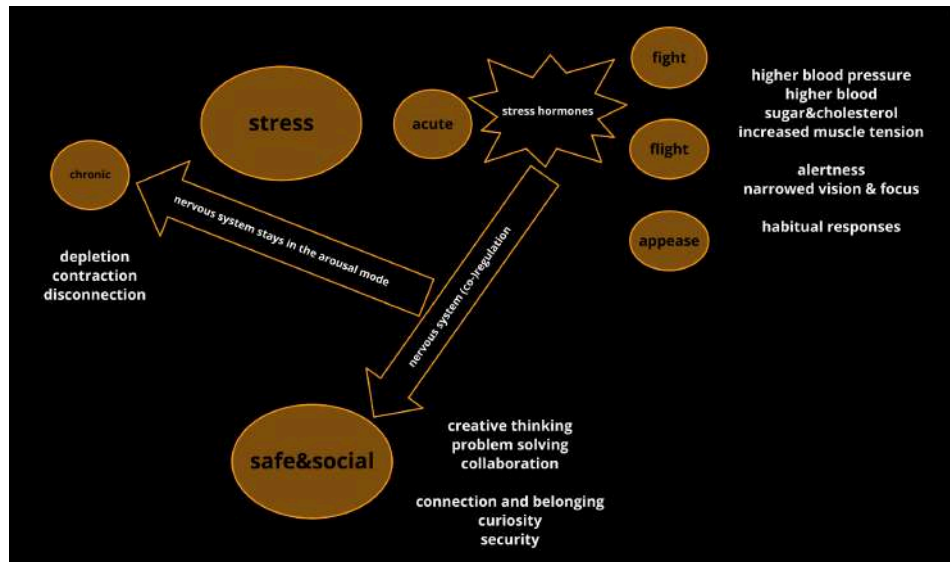 stress
acute
stress hormones
fight
flight
appease
higher blood pressure
higher blood
sugar&cholesterol
increased muscle tension
alertness
narrowed vision & focus
habitual responses
chronic
nervous system stays in the arousal mode
depletion
contraction
disconnection
nervous system (co-)regulation
safe&social
creative thinking
problem solving
collaboration
connection and belonging
curiosity
security